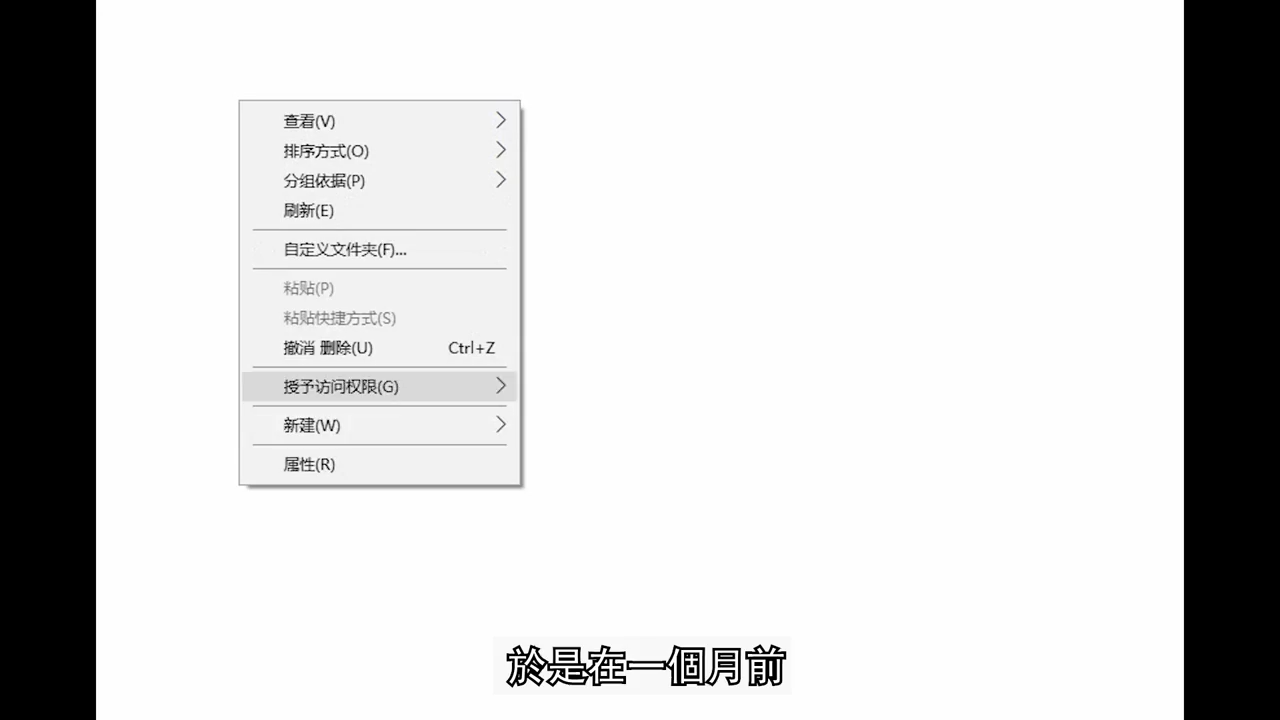 查看(V)
排序方式(O)
分组依据(P)
刷新(E)
自定义文件夹(F)...
粘贴(P)
粘贴快捷方式(S)
撤消 删除(U) Ctrl+Z
授予访问权限(G)
新建(W)
属性(R)
於是在一個月前